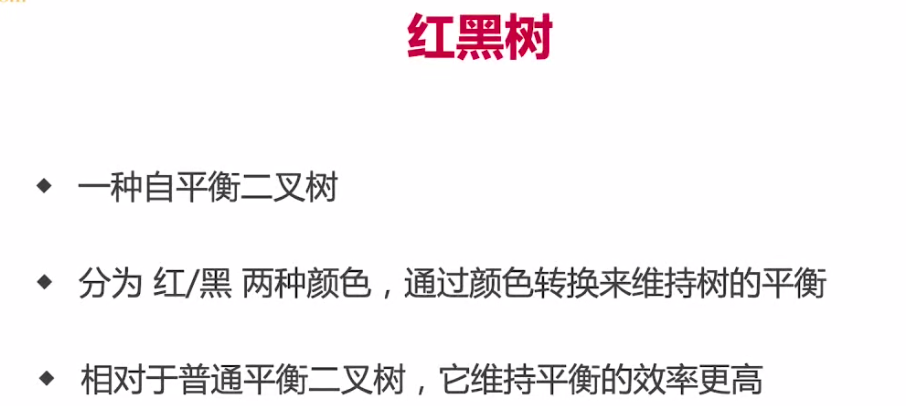 红黑树
◆ 一种自平衡二叉树
◆ 分为 红/黑 两种颜色，通过颜色转换来维持树的平衡
◆ 相对于普通平衡二叉树，它维持平衡的效率更高